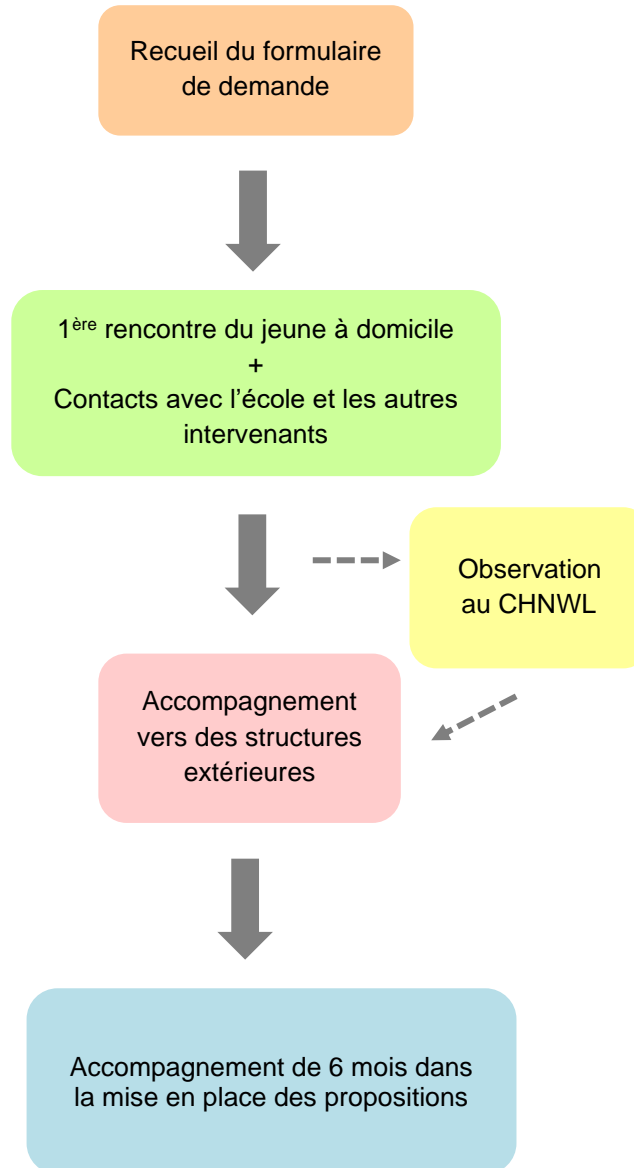 Recueil du formulaire
de demande
1ère rencontre du jeune à domicile
+
Contacts avec l’école et les autres
intervenants
Observation
au CHNWL
Accompagnement
vers des structures
extérieures
Accompagnement de 6 mois dans
la mise en place des propositions